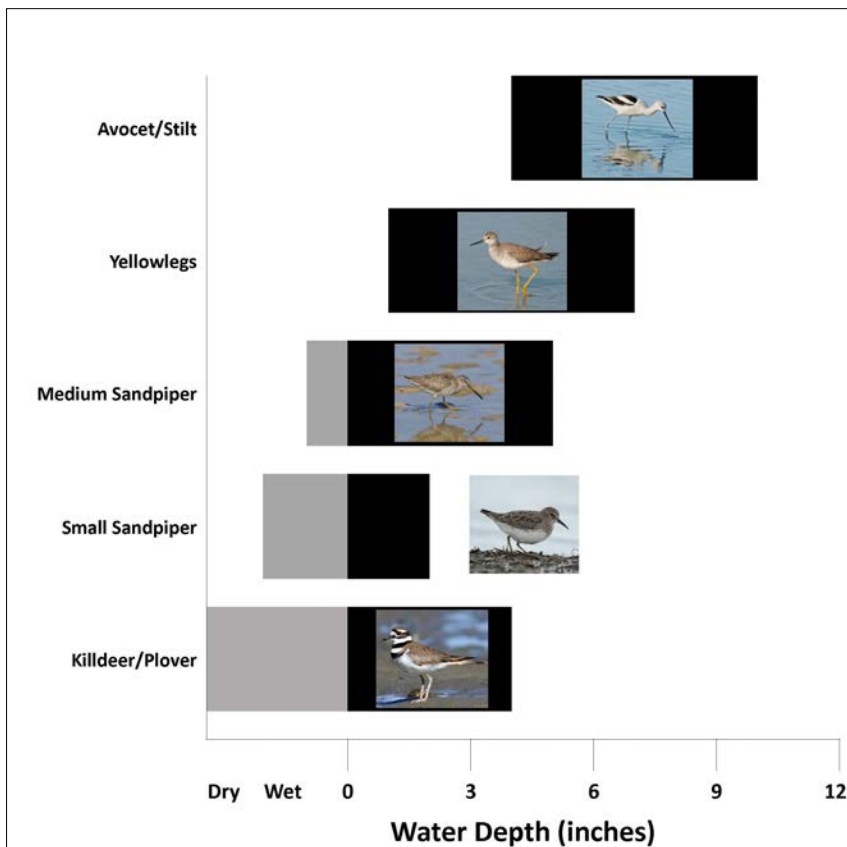 Avocet/Stilt
Yellowlegs
Medium Sandpiper
Small Sandpiper
Killdeer/Plover
Dry Wet 0 3 6 9 12
Water Depth (inches)